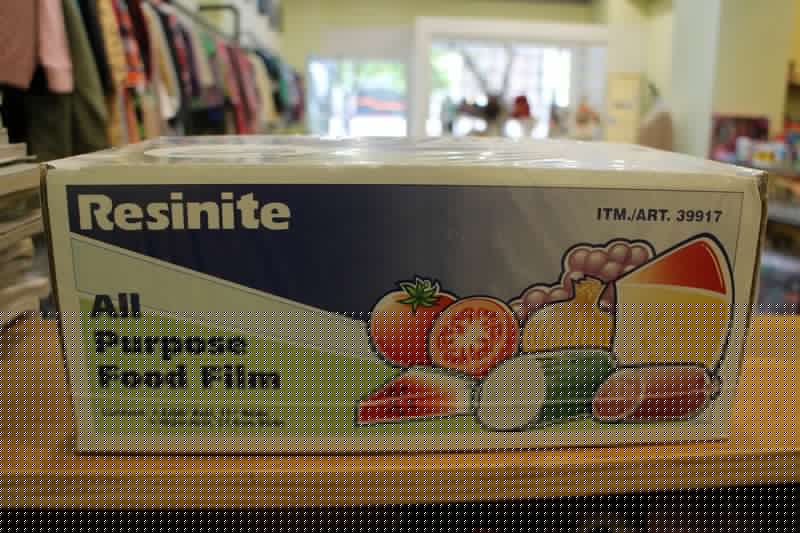 Resinite
ITM./ART. 39917
All
Purpose
Food Film